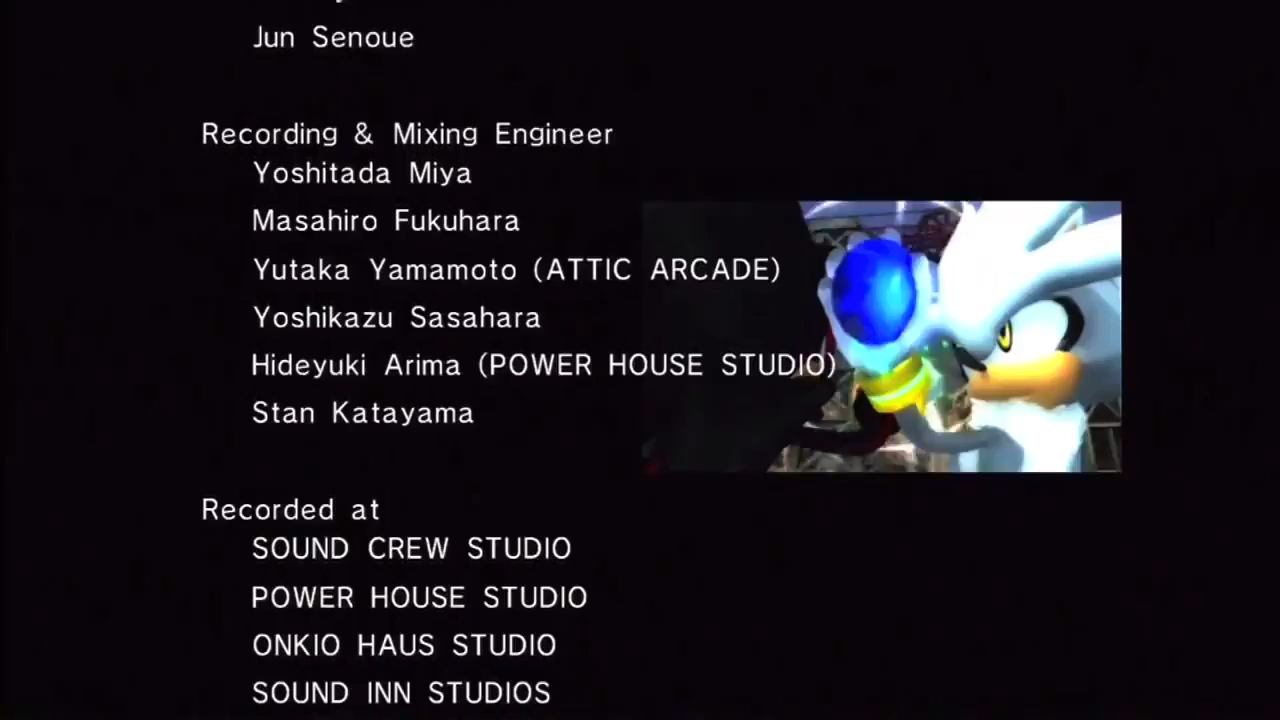 Jun Senoue
Recording & Mixing Engineer
Yoshitada Miya
Masahiro Fukuhara
Yutaka Yamamoto (ATTIC ARCADE)
Yoshikazu Sasahara
Hideyuki Arima (POWER HOUSE STUDIO)
Stan Katayama
Recorded at
SOUND CREW STUDIO
POWER HOUSE STUDIO
ONKIO HAUS STUDIO
SOUND INN STUDIOS